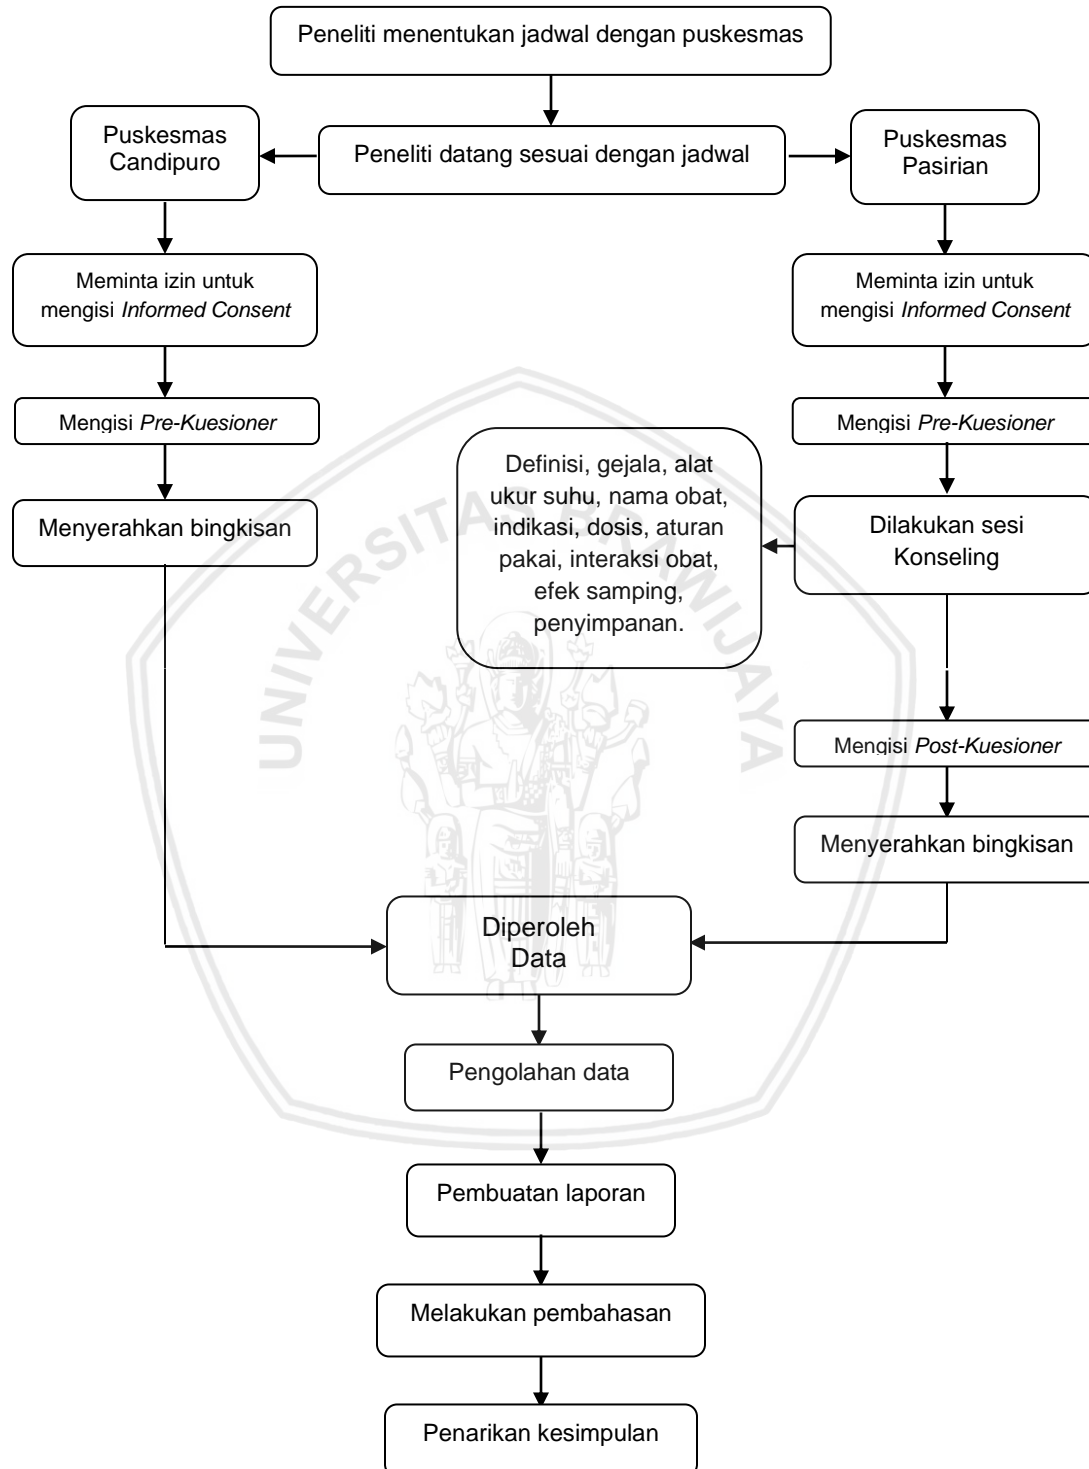 Peneliti menentukan jadwal dengan puskesmas
Puskesmas
Candipuro
Peneliti datang sesuai dengan jadwal
Puskesmas
Pasirian
Meminta izin untuk
mengisi Informed Consent
Meminta izin untuk
mengisi Informed Consent
Mengisi Pre-Kuesioner
Mengisi Pre-Kuesioner
Menyerahkan bingkisan
Definisi, gejala, alat
ukur suhu, nama obat,
indikasi, dosis, aturan
pakai, interaksi obat,
efek samping,
penyimpanan.
Dilakukan sesi
Konseling
UNIVERSITAS BRAWIJAYA
Mengisi Post-Kuesioner
Menyerahkan bingkisan
Diperoleh
Data
Pengolahan data
Pembuatan laporan
Melakukan pembahasan
Penarikan kesimpulan